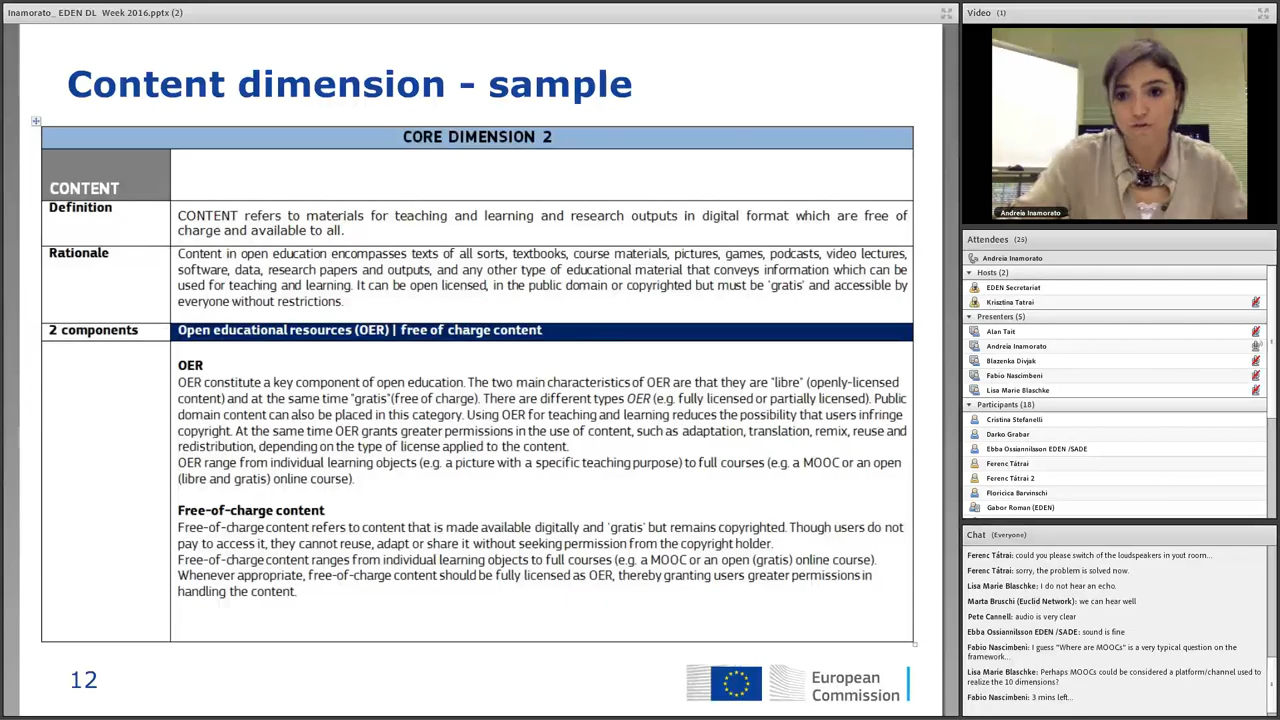 Inamorato_ EDEN DL Week 2016.pptx (2)
Content dimension - sample
CORE DIMENSION 2
CONTENT
Definition
CONTENT refers to materials for teaching and learning and research outputs in digital format which are free of
charge and available to all.
Rationale
Content in open education encompasses texts of all sorts, textbooks, course materials, pictures, games, podcasts, video lectures,
software, data, research papers and outputs, and any other type of educational material that conveys information which can be
used for teaching and learning. It can be open licensed, in the public domain or copyrighted but must be 'gratis' and accessible by
everyone without restrictions.
2 components
Open educational resources (OER) | free of charge content
OER
OER constitute a key component of open education. The two main characteristics of OER are that they are "libre" (openly-licensed
content) and at the same time "gratis"(free of charge). There are different types OER (e.g. fully licensed or partially licensed). Public
domain content can also be placed in this category. Using OER for teaching and learning reduces the possibility that users infringe
copyright. At the same time OER grants greater permissions in the use of content, such as adaptation, translation, remix, reuse and
redistribution, depending on the type of license applied to the content.
OER range from individual learning objects (e.g. a picture with a specific teaching purpose) to full courses (e.g. a MOOC or an open
(libre and gratis) online course).
Free-of-charge content
Free-of-charge content refers to content that is made available digitally and 'gratis' but remains copyrighted. Though users do not
pay to access it, they cannot reuse, adapt or share it without seeking permission from the copyright holder.
Free-of-charge content ranges from individual learning objects to full courses (e.g. a MOOC or an open (gratis) online course).
Whenever appropriate, free-of-charge content should be fully licensed as OER, thereby granting users greater permissions in
handling the content.
12
European
Commission
Video (1)
Andreia Inamorato
Attendees (25)
Andreia Inamorato
Hosts (2)
EDEN Secretariat
Krisztina Tatrai
Presenters (5)
Alan Tait
Andreia Inamorato
Blazenka Divjak
Fabio Nascimbeni
Lisa Marie Blaschke
Participants (18)
Cristina Stefanelli
Darko Grabar
Ebba Ossiannilsson EDEN /SADE
Ferenc Tátrai
Ferenc Tátrai 2
Floricica Barvinschi
Gabor Roman (EDEN)
Chat (Everyone)
Ferenc Tátrai: could you please switch of the loudspeakers in yout room...
Ferenc Tátrai: sorry, the problem is solved now.
Lisa Marie Blaschke: I do not hear an echo.
Marta Bruschi (Euclid Network): we can hear well
Pete Cannell: audio is very clear
Ebba Ossiannilsson EDEN /SADE: sound is fine
Fabio Nascimbeni: I guess "Where are MOOCs" is a very typical question on the
framework...
Lisa Marie Blaschke: Perhaps MOOCs could be considered a platform/channel used to
realize the 10 dimensions?
Fabio Nascimbeni: 3 mins left...